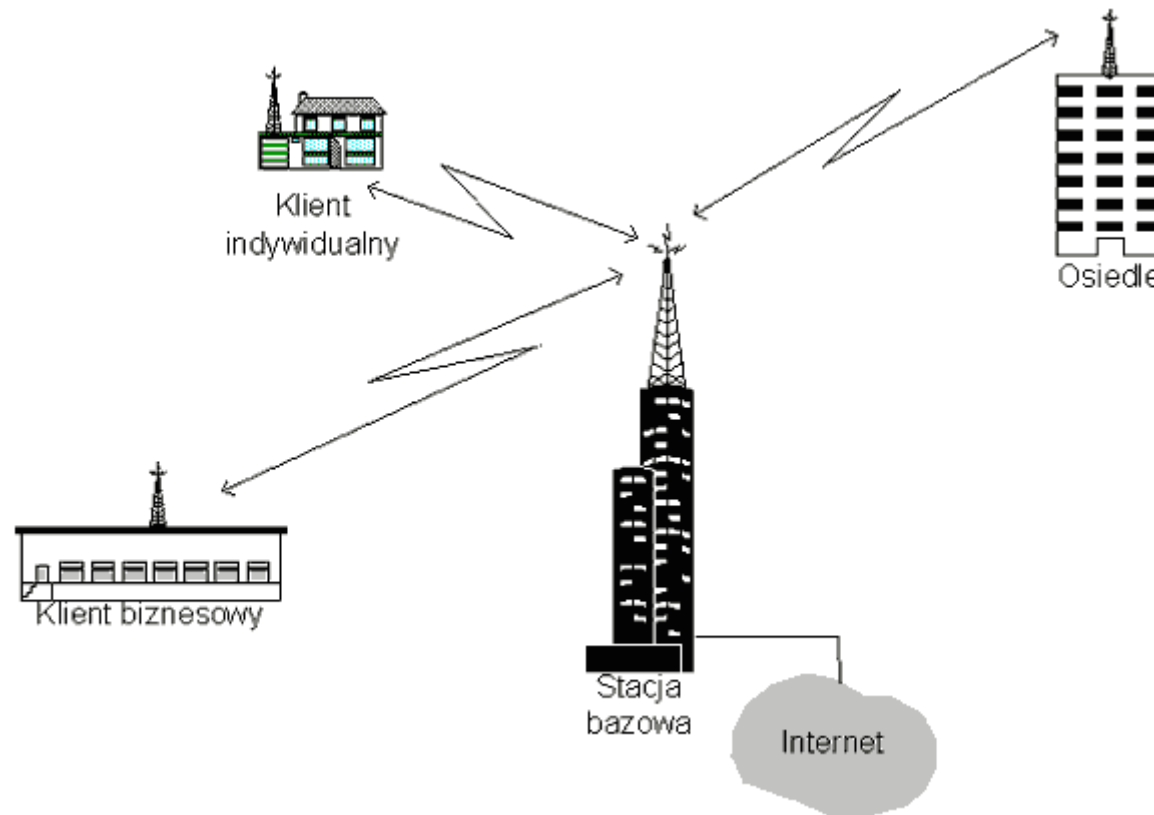 Klient
indywidualny
Osiedle
Klient biznesowy
Stacja
bazowa
Internet